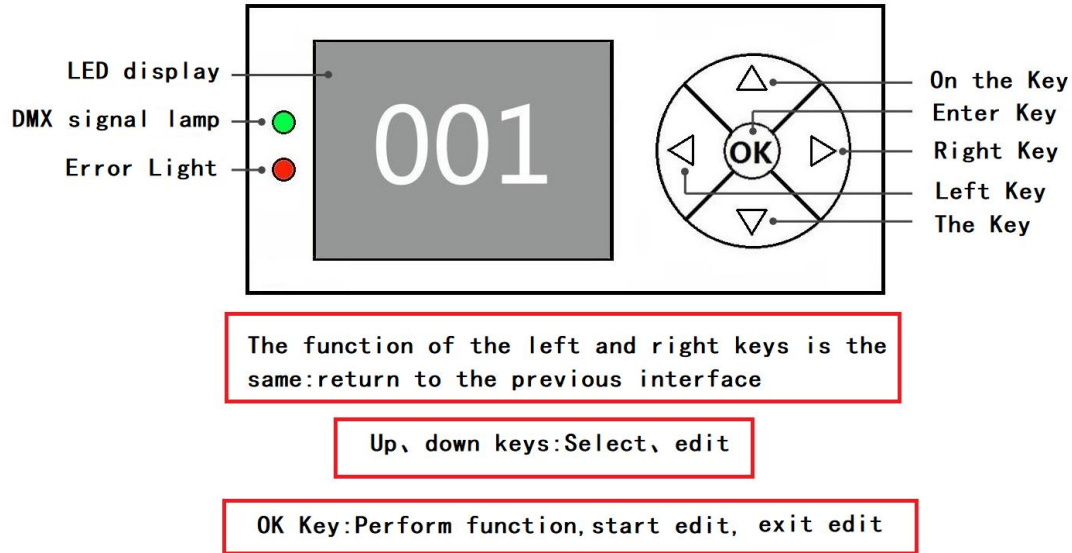 LED display
DMX signal lamp
Error Light
001
OK
On the Key
Enter Key
Right Key
Left Key
The Key
The function of the left and right keys is the
same:return to the previous interface
Up、down keys:Select、edit
OK Key:Perform function,start edit, exit edit